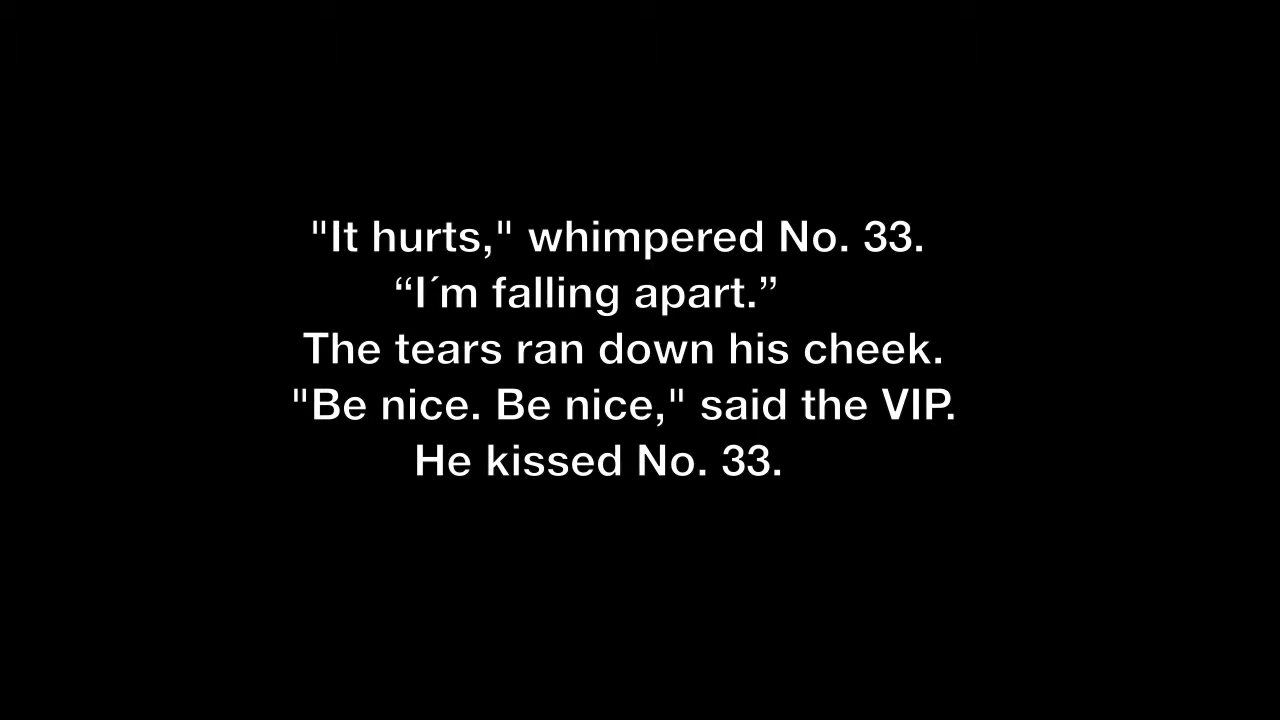 "It hurts," whimpered No. 33.
“I´m falling apart.”
The tears ran down his cheek.
"Be nice. Be nice," said the VIP.
He kissed No. 33.